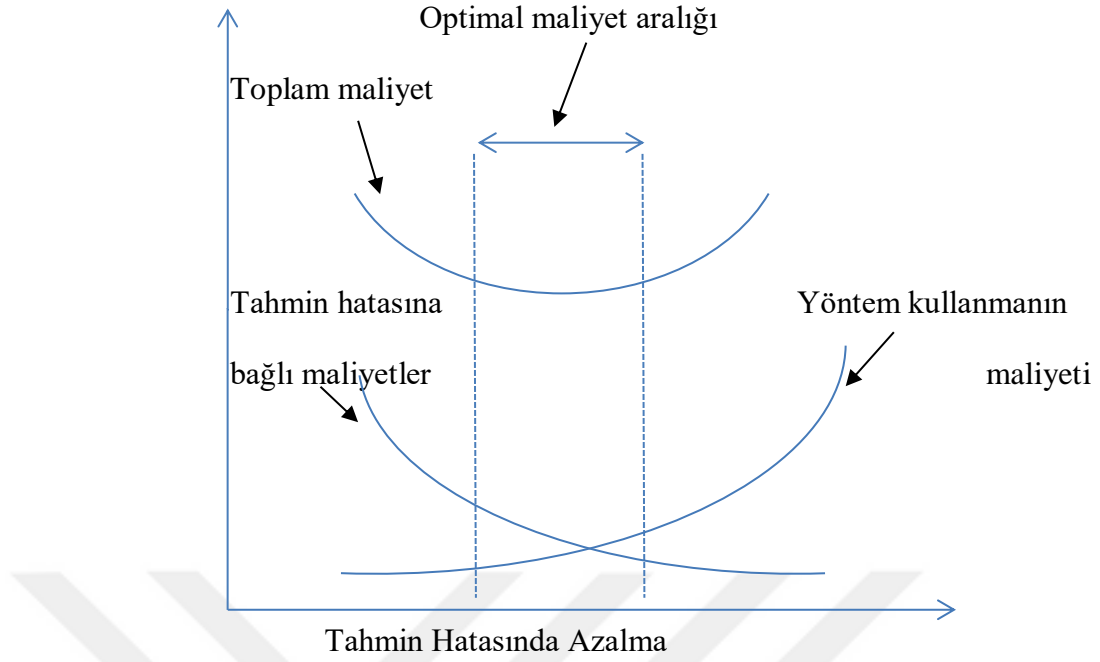 Optimal maliyet aralığı
Toplam maliyet
Tahmin hatasına Yöntem kullanmanın
bağlı maliyetler maliyeti
Tahmin Hatasında Azalma